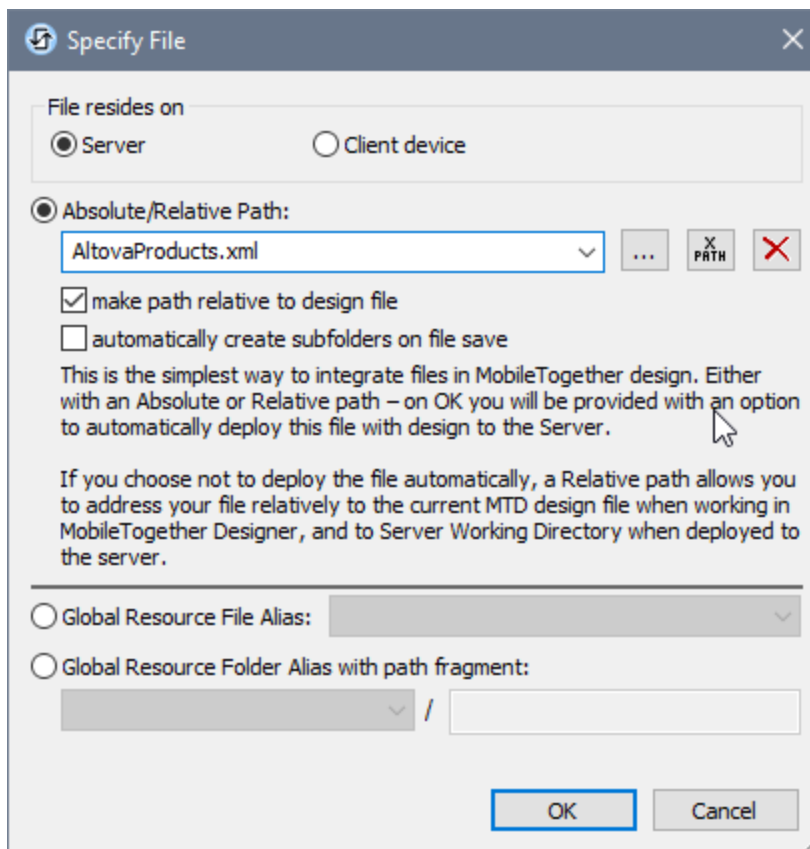 Specify File
File resides on
Server
Client device
Absolute/Relative Path:
AltovaProducts.xml
...
X
PATH
make path relative to design file
automatically create subfolders on file save
This is the simplest way to integrate files in MobileTogether design. Either
with an Absolute or Relative path – on OK you will be provided with an option
to automatically deploy this file with design to the Server.
If you choose not to deploy the file automatically, a Relative path allows you
to address your file relatively to the current MTD design file when working in
MobileTogether Designer, and to Server Working Directory when deployed to
the server.
Global Resource File Alias:
Global Resource Folder Alias with path fragment:
/
OK
Cancel